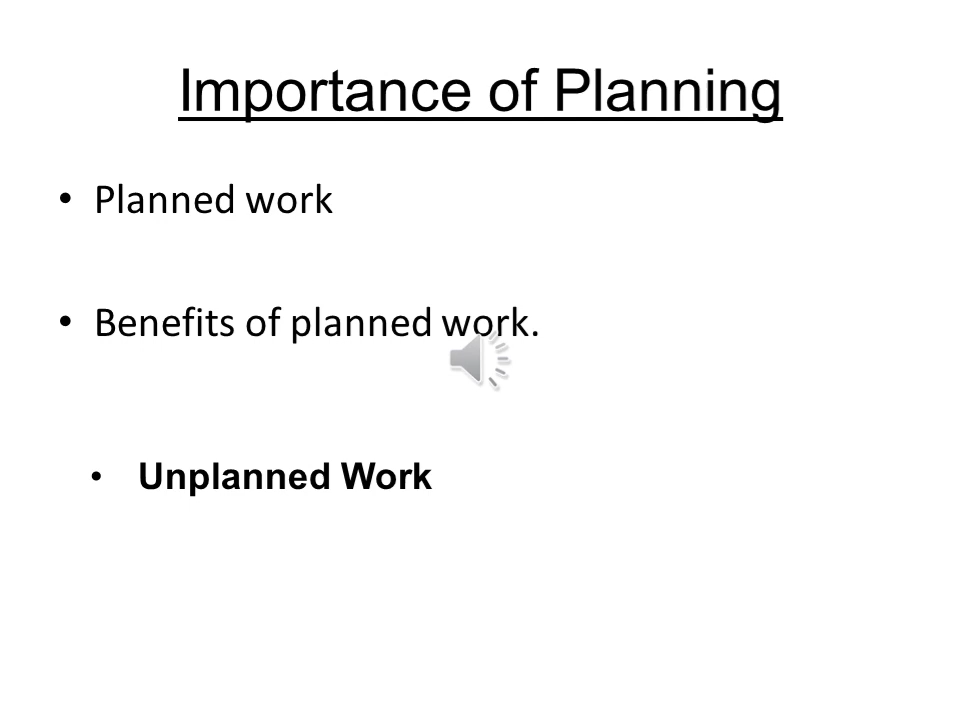 Importance of Planning
• Planned work
• Benefits of planned work.
• Unplanned Work